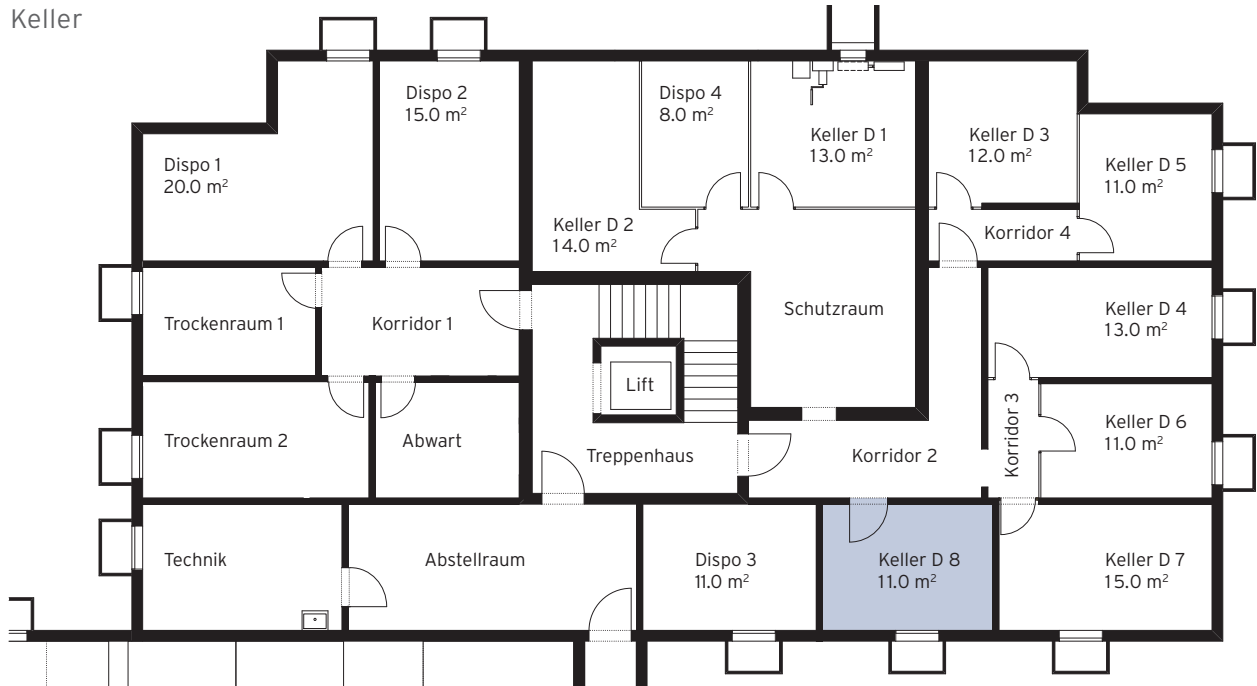 Keller
Dispo 1
20.0 m²
Dispo 2
15.0 m²
Dispo 4
8.0 m²
Keller D 1
13.0 m²
Keller D 3
12.0 m²
Keller D 5
11.0 m²
Keller D 2
14.0 m²
Korridor 4
Trockenraum 1
Korridor 1
Schutzraum
Keller D 4
13.0 m²
Lift
Trockenraum 2
Abwart
Treppenhaus
Korridor 2
Korridor 3
Keller D 6
11.0 m²
Technik
Abstellraum
Dispo 3
11.0 m²
Keller D 8
11.0 m²
Keller D 7
15.0 m²